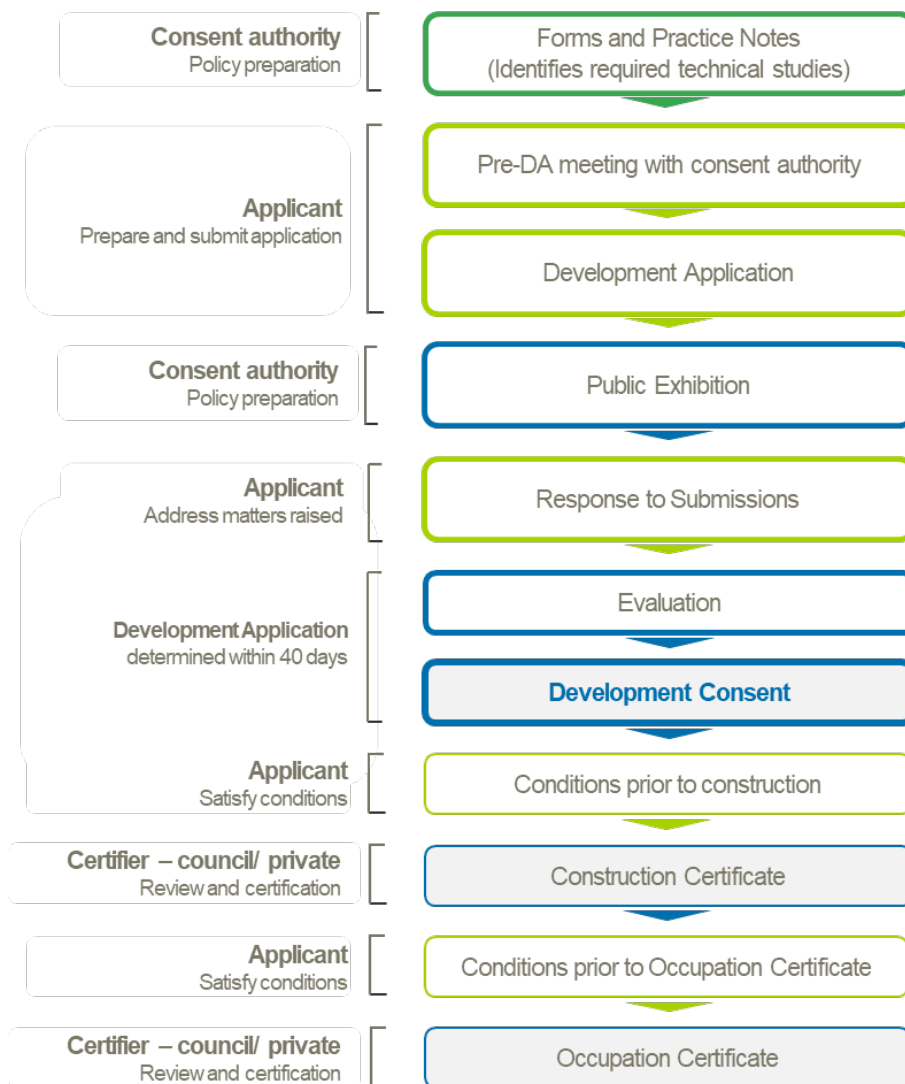 Consent authority
Policy preparation
Forms and Practice Notes
(Identifies required technical studies)
Applicant
Prepare and submit application
Pre-DA meeting with consent authority
Development Application
Consent authority
Policy preparation
Public Exhibition
Applicant
Address matters raised
Response to Submissions
Development Application
determined within 40 days
Evaluation
Development Consent
Applicant
Satisfy conditions
Conditions prior to construction
Certifier – council/ private
Review and certification
Construction Certificate
Applicant
Satisfy conditions
Conditions prior to Occupation Certificate
Certifier – council/ private
Review and certification
Occupation Certificate